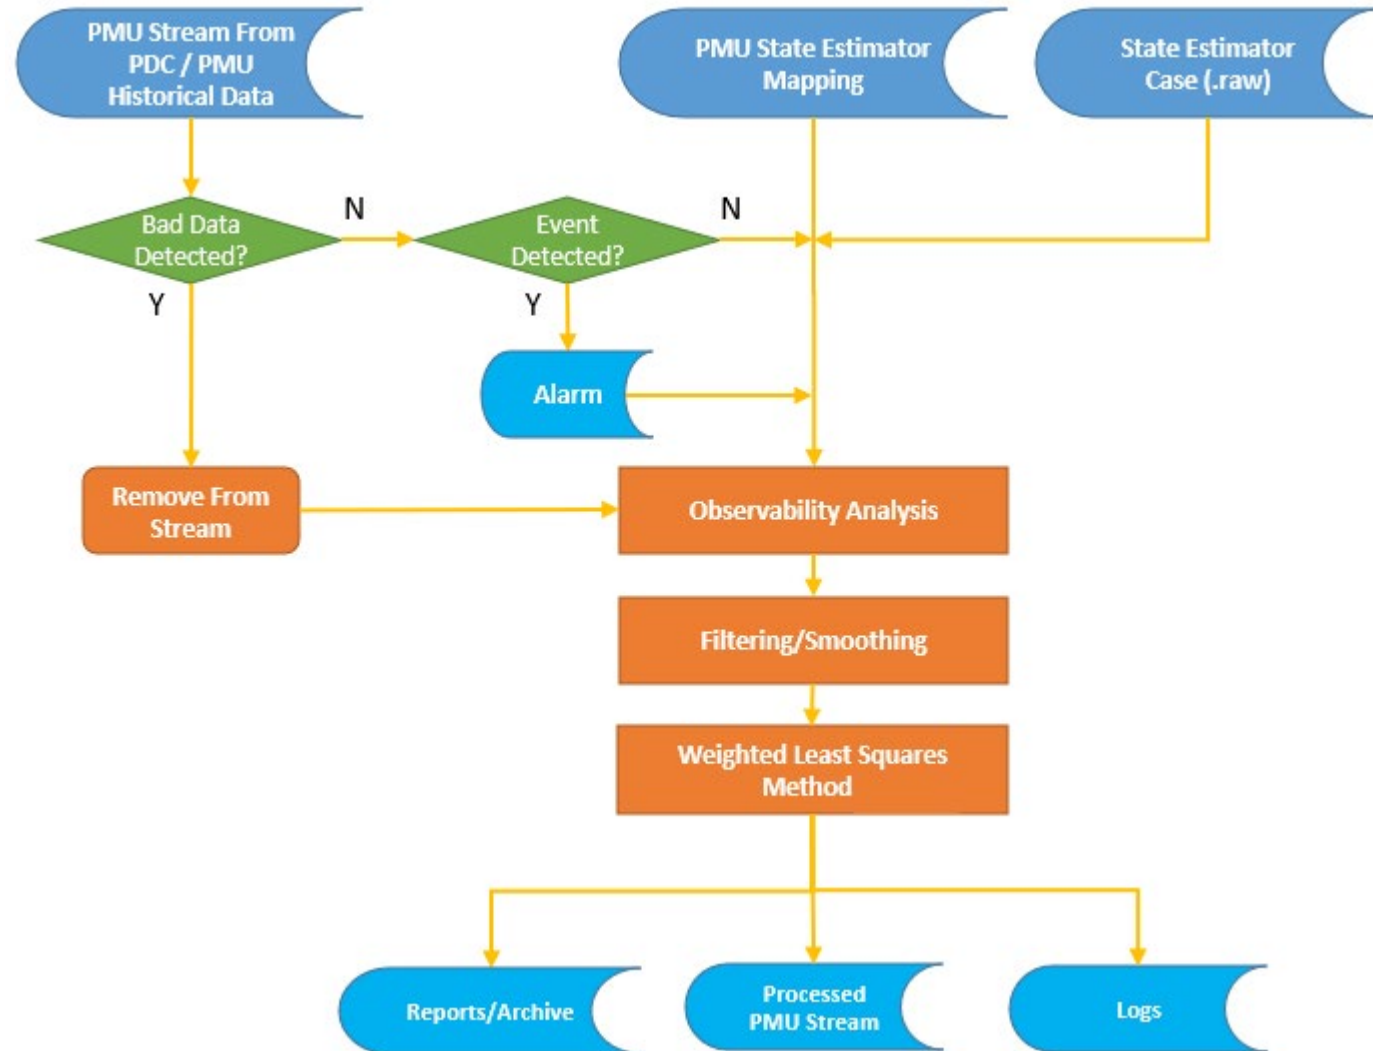 PMU Stream From
PDC / PMU
Historical Data
PMU State Estimator
Mapping
State Estimator
Case (.raw)
Bad Data
Detected?
N
Event
Detected?
N
Y
Y
Alarm
Remove From
Stream
Observability Analysis
Filtering/Smoothing
Weighted Least Squares
Method
Reports/Archive
Processed
PMU Stream
Logs